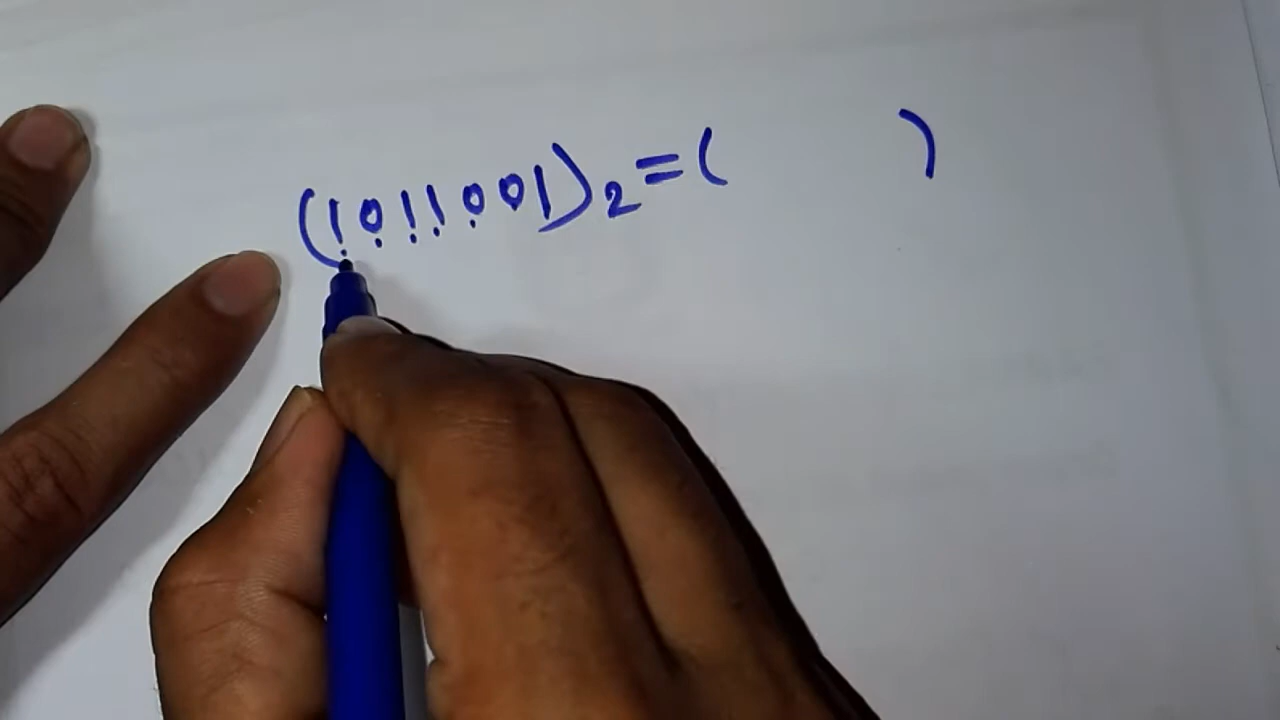 (1011001)₂ = (      )